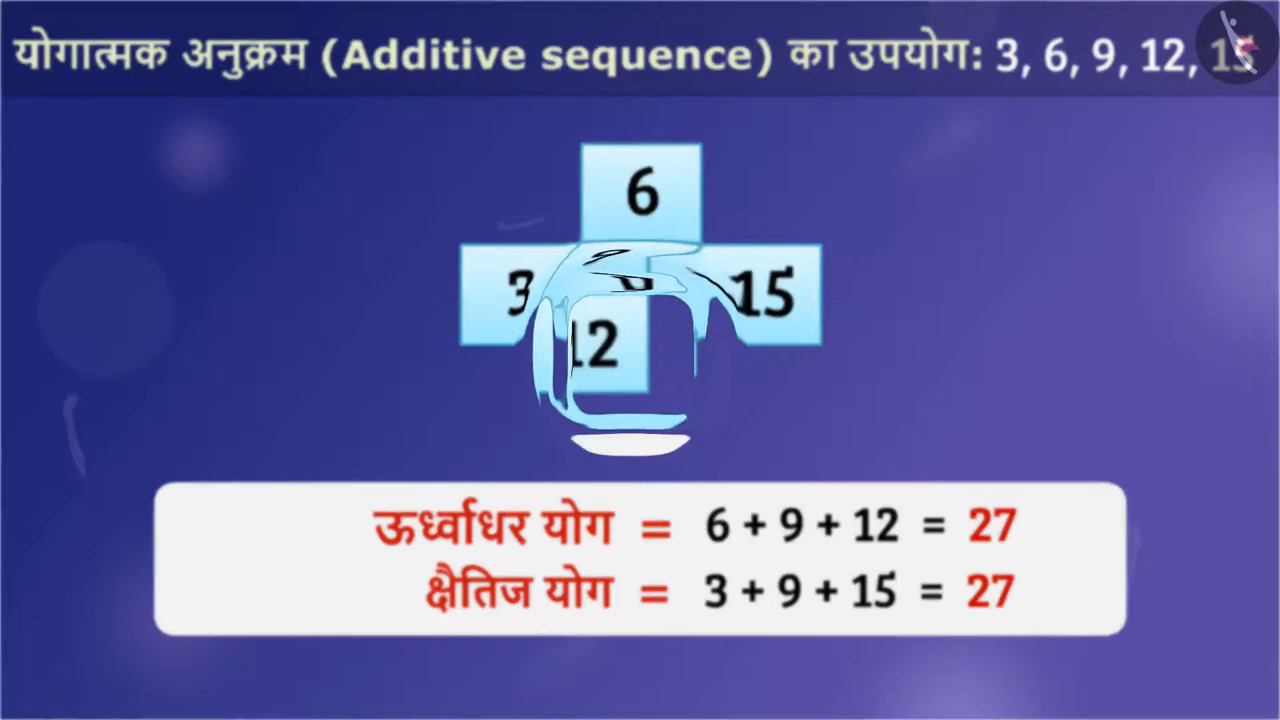 योगात्मक अनुक्रम (Additive sequence) का उपयोग: 3, 6, 9, 12, 15
6
3 15
12
ऊर्ध्वाधर योग = 6 + 9 + 12 = 27
क्षैतिज योग = 3 + 9 + 15 = 27